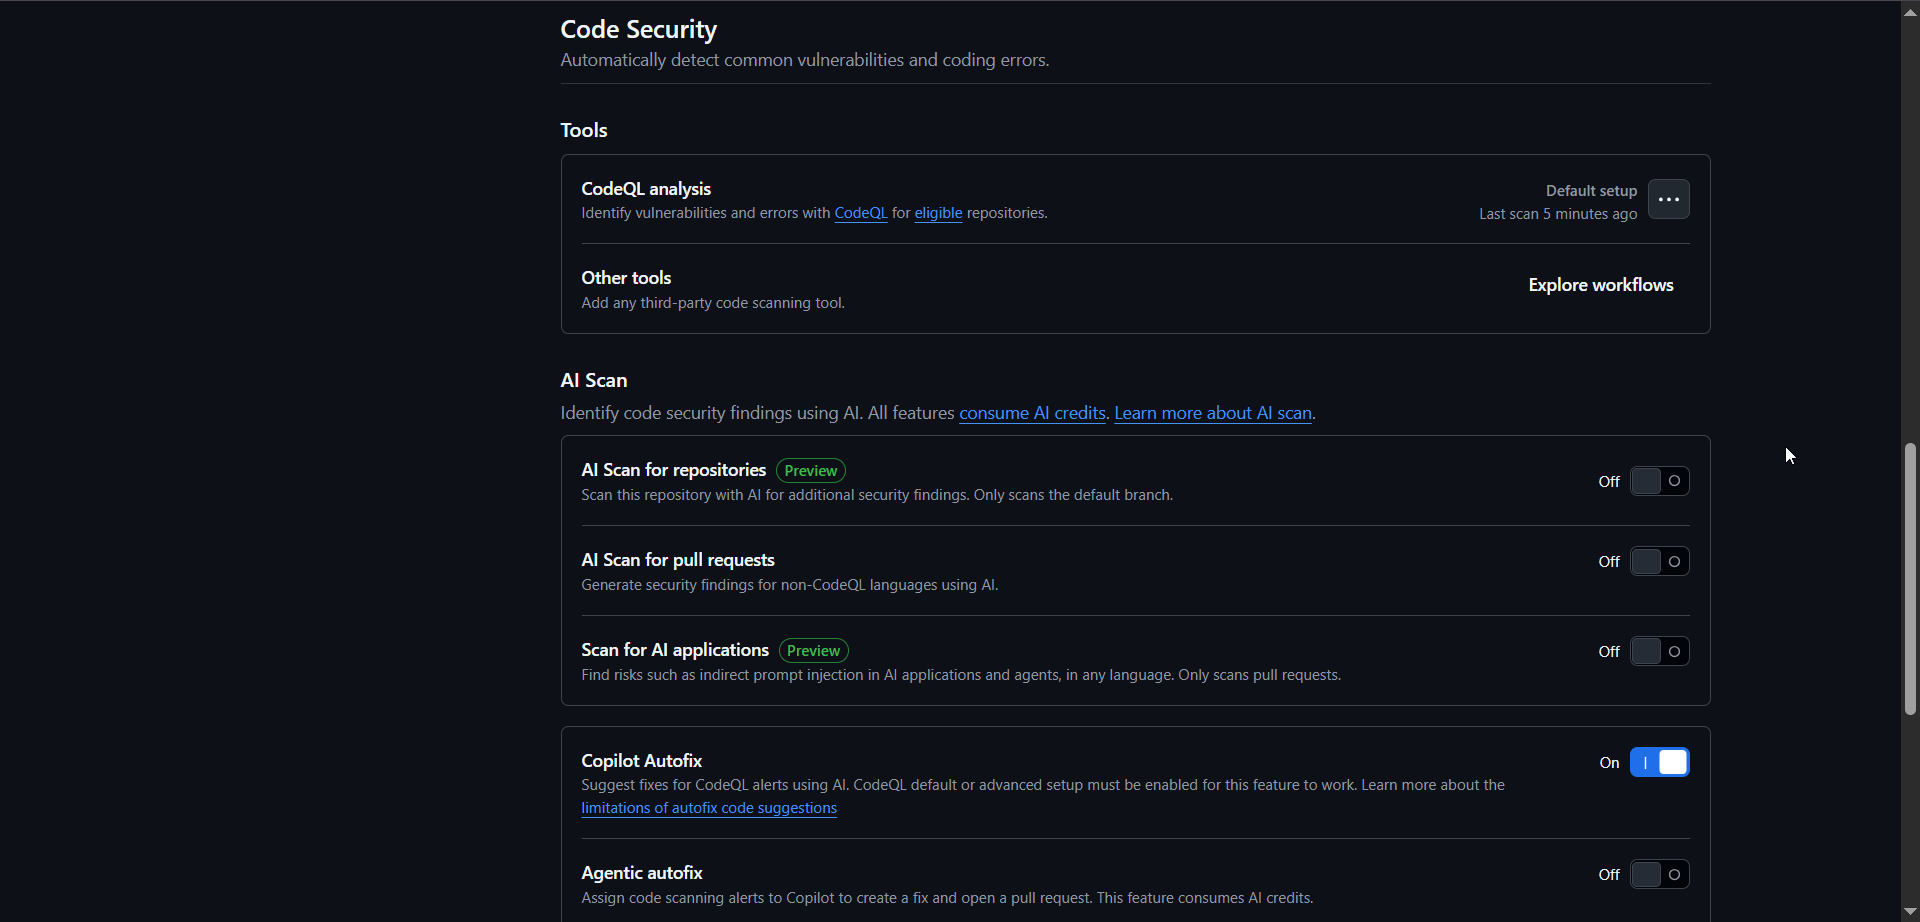 Code Security
Automatically detect common vulnerabilities and coding errors.
Tools
CodeQL analysis
Identify vulnerabilities and errors with CodeQL for eligible repositories.
Default setup
Last scan 5 minutes ago
Other tools
Add any third-party code scanning tool.
Explore workflows
AI Scan
Identify code security findings using AI. All features consume AI credits. Learn more about AI scan.
AI Scan for repositories Preview
Scan this repository with AI for additional security findings. Only scans the default branch.
Off
AI Scan for pull requests
Generate security findings for non-CodeQL languages using AI.
Off
Scan for AI applications Preview
Find risks such as indirect prompt injection in AI applications and agents, in any language. Only scans pull requests.
Off
Copilot Autofix
Suggest fixes for CodeQL alerts using AI. CodeQL default or advanced setup must be enabled for this feature to work. Learn more about the
limitations of autofix code suggestions
On
Agentic autofix
Assign code scanning alerts to Copilot to create a fix and open a pull request. This feature consumes AI credits.
Off